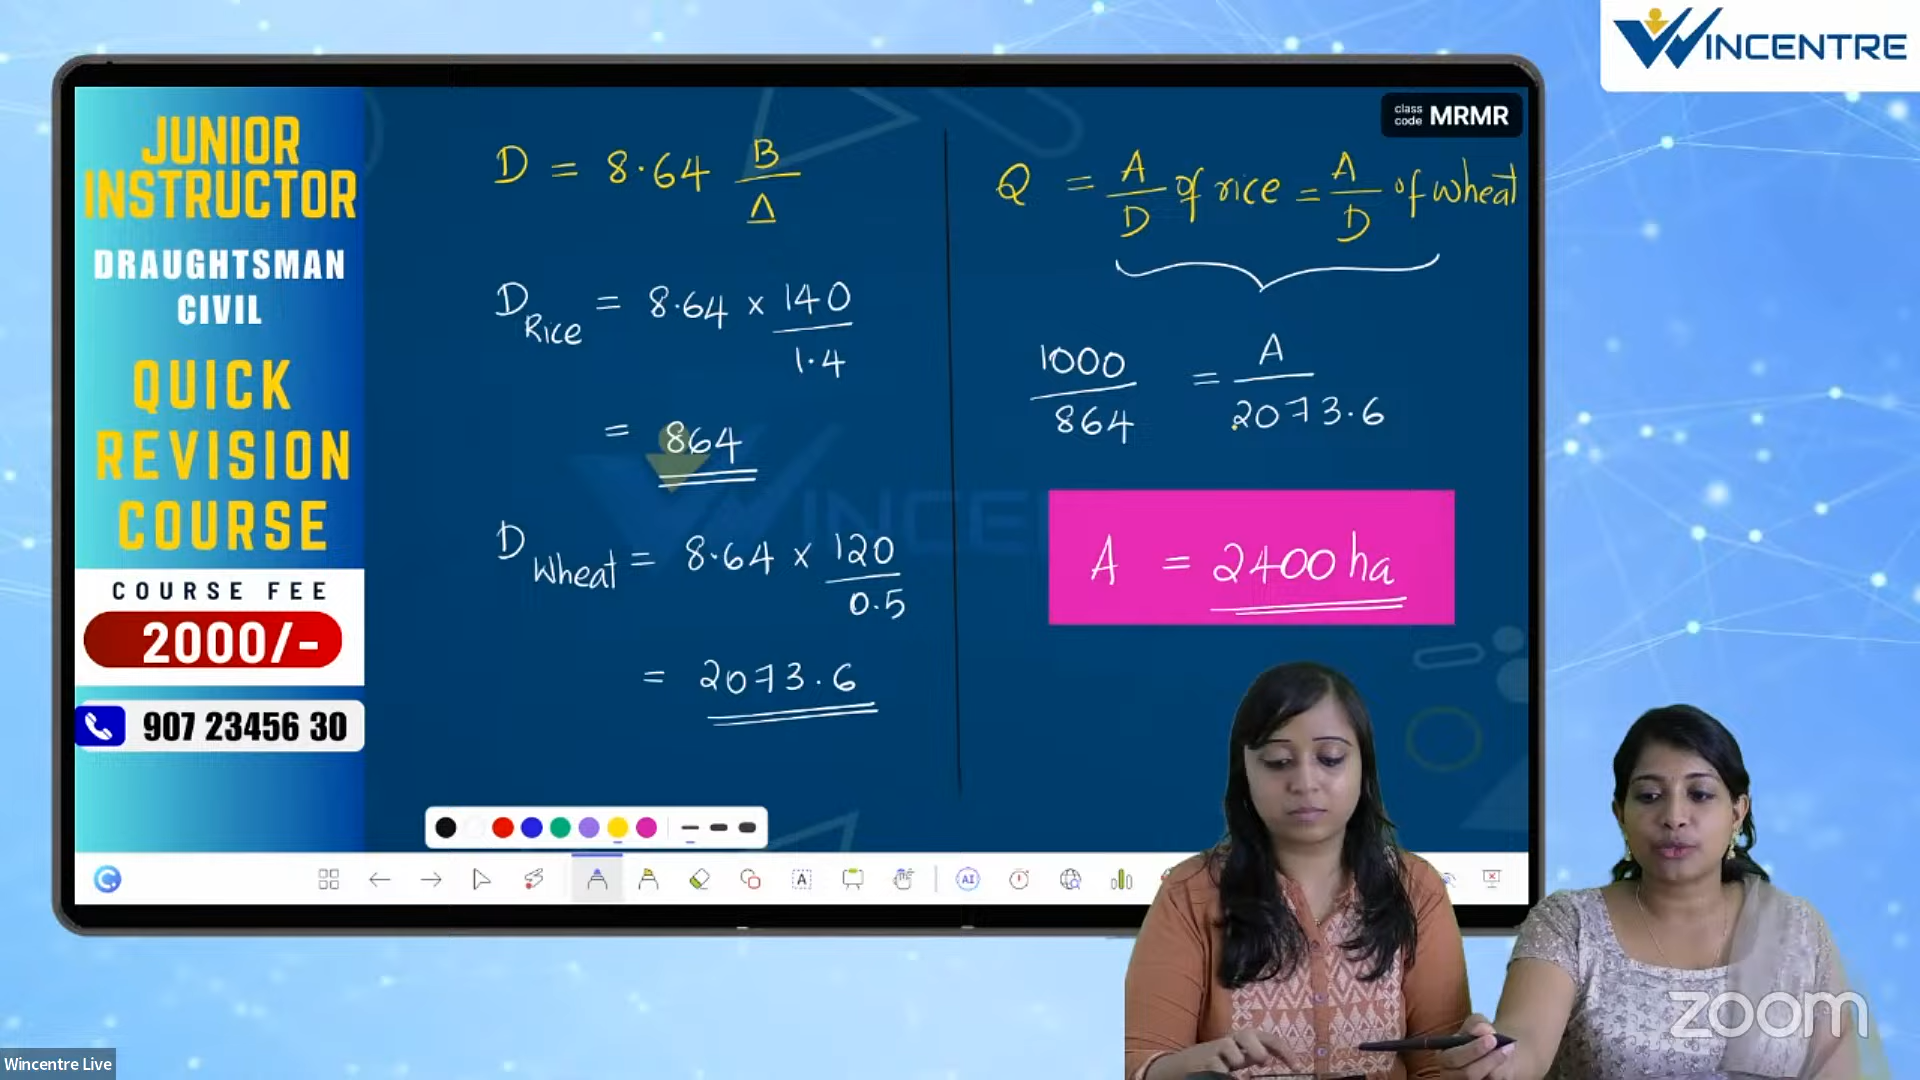 WINCENTRE
class code MRMR
JUNIOR
INSTRUCTOR
DRAUGHTSMAN
CIVIL
QUICK
REVISION
COURSE
COURSE FEE
2000/-
907 23456 30
D = 8.64 B/Δ
D Rice = 8.64 × 140/1.4
= 864
D Wheat = 8.64 × 120/0.5
= 2073.6
Q = A/D of rice = A/D of wheat
1000/864 = A/2073.6
A = 2400 ha
WINCE
AI
A
zoom
Wincentre Live